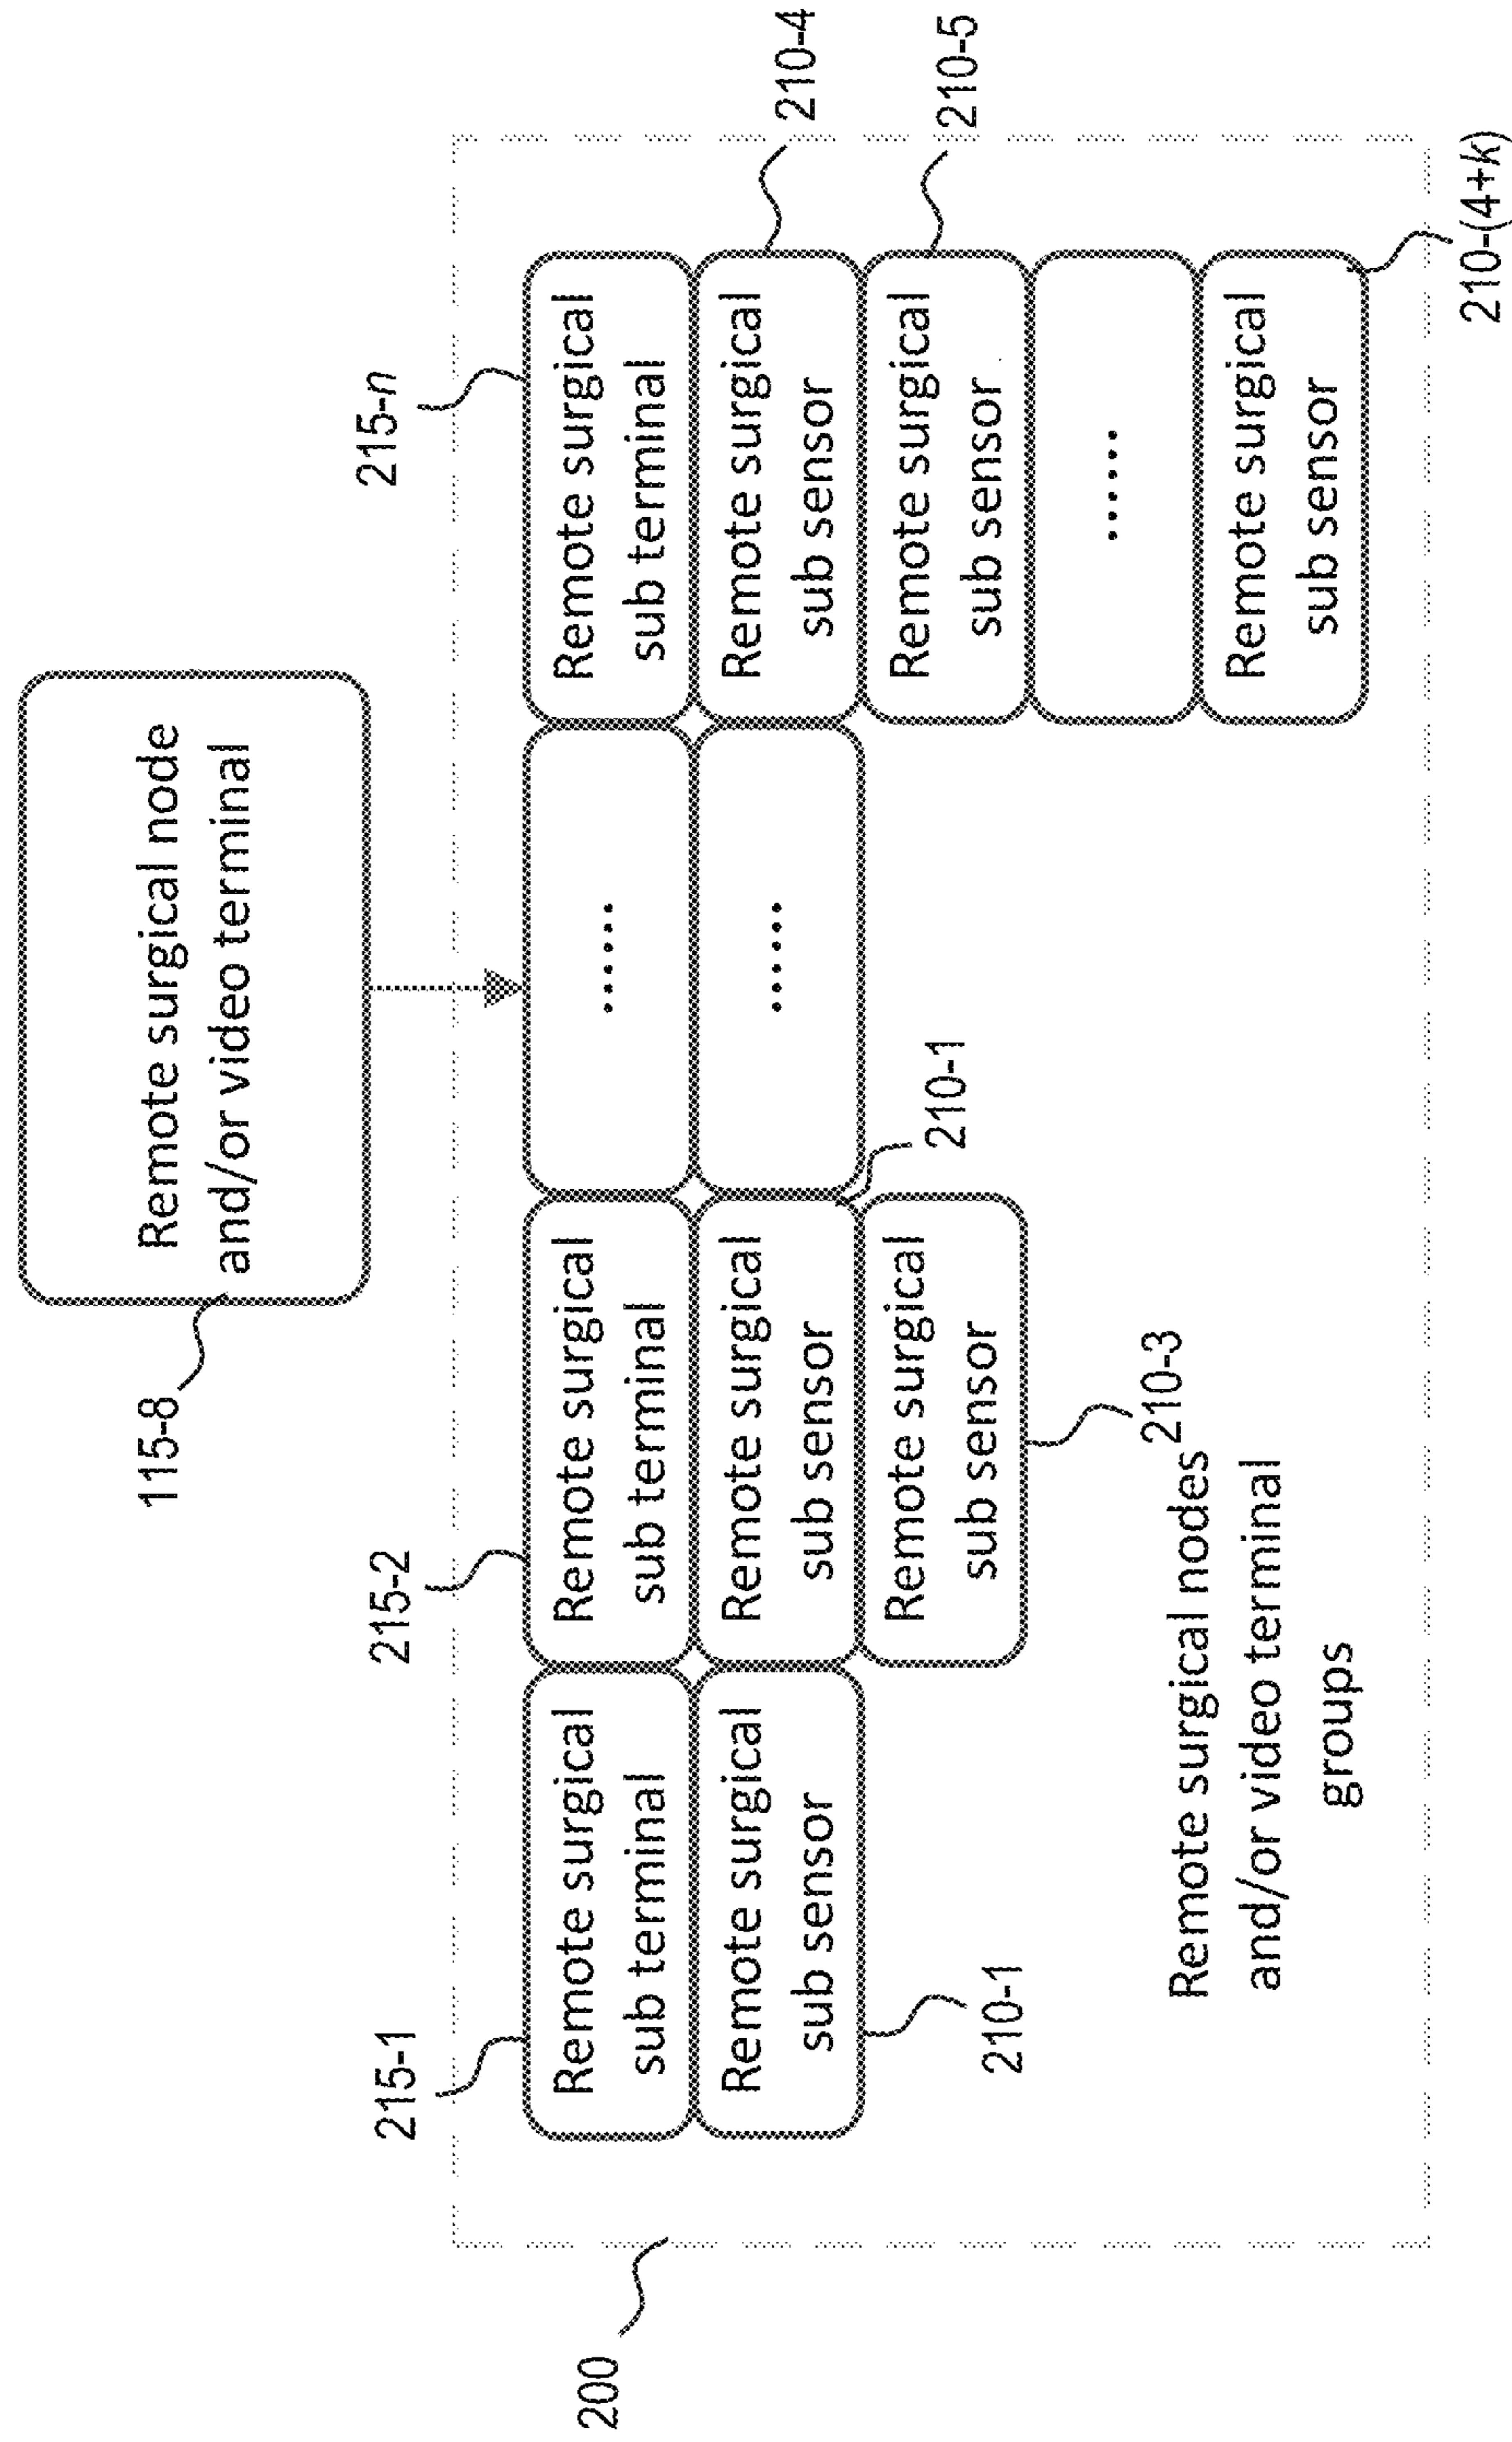 115-8
Remote surgical node
and/or video terminal
200
215-1
215-2
215-n
Remote surgical
sub terminal
Remote surgical
sub terminal
......
Remote surgical
sub terminal
Remote surgical
sub sensor
Remote surgical
sub sensor
......
Remote surgical
sub sensor
210-4
210-1
210-1
Remote surgical
sub sensor
Remote surgical
sub sensor
210-5
210-3
......
Remote surgical nodes
and/or video terminal
groups
Remote surgical
sub sensor
210-(4+k)